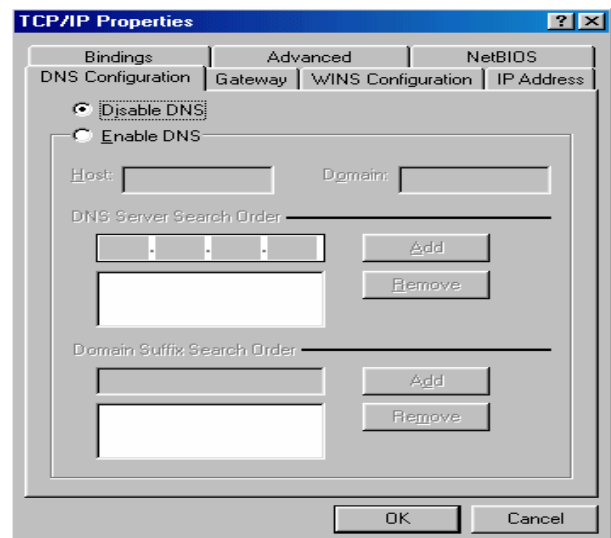 TCP/IP Properties ? x
Bindings Advanced NetBIOS
DNS Configuration Gateway WINS Configuration IP Address
Disable DNS
Enable DNS
Host: Domain:
DNS Server Search Order
. . . Add
Remove
Domain Suffix Search Order
Add
Remove
OK Cancel